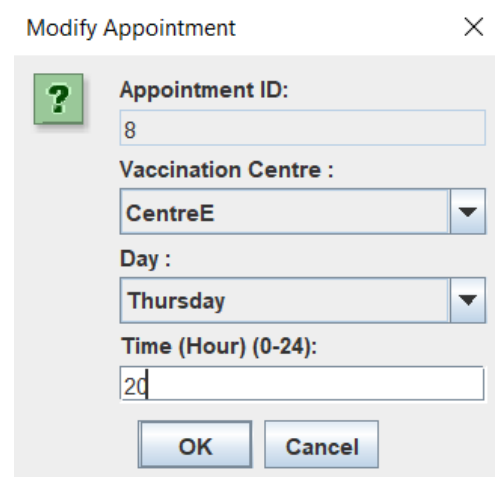 Modify Appointment
?
Appointment ID:
8
Vaccination Centre :
CentreE
Day :
Thursday
Time (Hour) (0-24):
20
OK Cancel